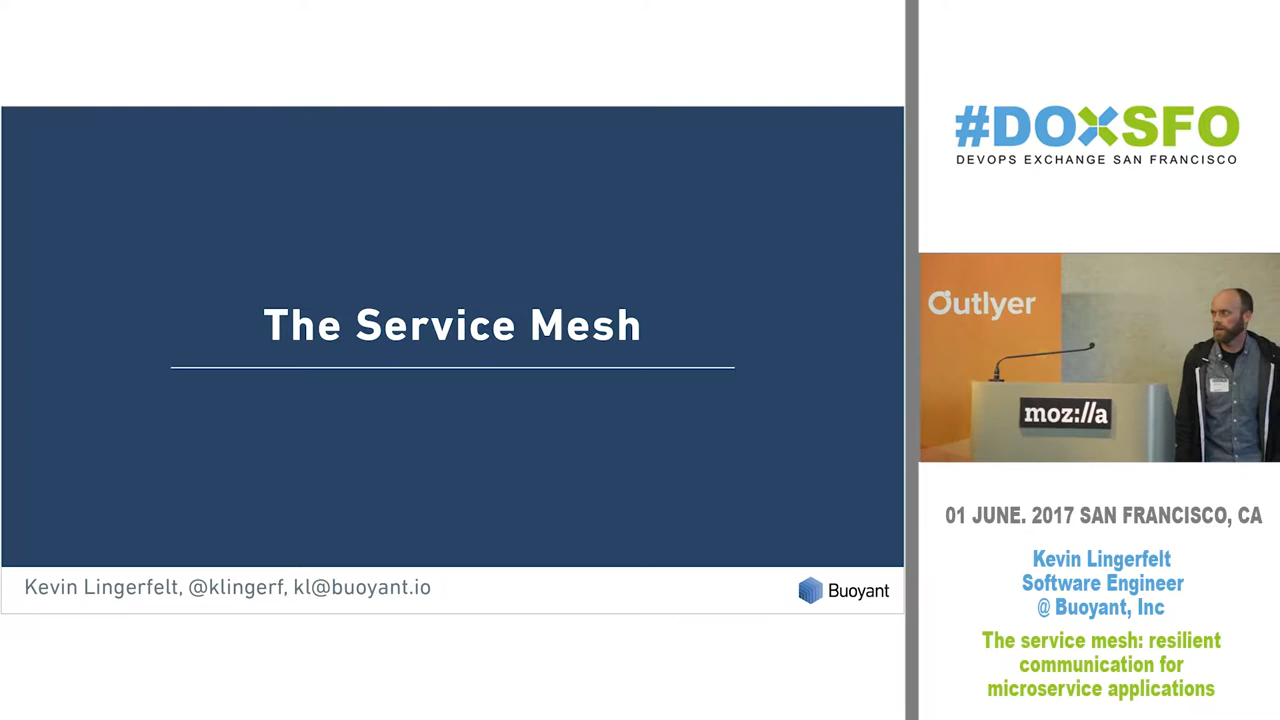 The Service Mesh
Kevin Lingerfelt, @klingerf, kl@buoyant.io
Buoyant
#DOXSFO
DEVOPS EXCHANGE SAN FRANCISCO
Outlyer
moz://a
01 JUNE. 2017 SAN FRANCISCO, CA
Kevin Lingerfelt
Software Engineer
@ Buoyant, Inc
The service mesh: resilient
communication for
microservice applications